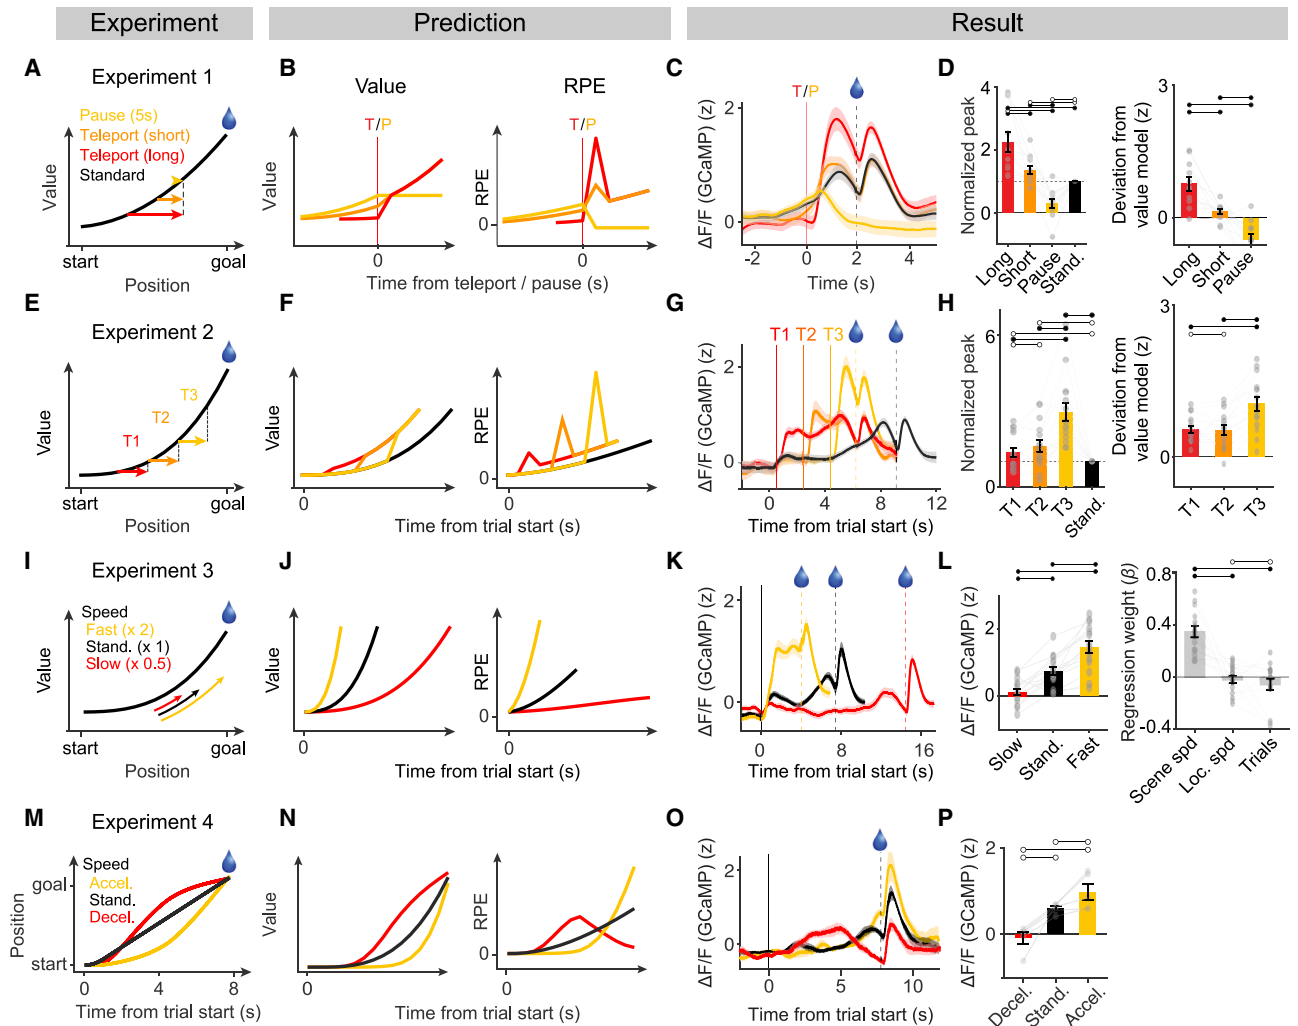 Experiment
Prediction
Result
A
Experiment 1
Pause (5s)
Teleport (short)
Teleport (long)
Standard
Value
start
goal
Position
B
Value
RPE
T/P
T/P
Value
RPE
0
0
0
Time from teleport / pause (s)
C
T/P
ΔF/F (GCaMP) (z)
2
0
-2
0
2
4
Time (s)
D
Normalized peak
4
2
0
Long
Short
Pause
Stand.
Deviation from
value model (z)
3
0
Long
Short
Pause
E
Experiment 2
T3
T2
T1
Value
start
goal
Position
F
Value
RPE
0
0
0
Time from trial start (s)
G
T1
T2
T3
ΔF/F (GCaMP) (z)
2
0
0
4
8
12
Time from trial start (s)
H
Normalized peak
6
0
T1
T2
T3
Stand.
Deviation from
value model (z)
3
0
T1
T2
T3
I
Experiment 3
Speed
Fast (x 2)
Stand. (x 1)
Slow (x 0.5)
Value
start
goal
Position
J
Value
RPE
0
0
0
Time from trial start (s)
K
ΔF/F (GCaMP) (z)
2
0
0
8
16
Time from trial start (s)
L
ΔF/F (GCaMP) (z)
2
0
Slow
Stand.
Fast
Regression weight (β)
0.8
0.4
0
-0.4
Scene spd
Loc. spd
Trials
M
Experiment 4
Speed
Accel.
Stand.
Decel.
Position
goal
start
0
4
8
Time from trial start (s)
N
Value
RPE
0
0
0
Time from trial start (s)
O
ΔF/F (GCaMP) (z)
2
0
0
5
10
Time from trial start (s)
P
ΔF/F (GCaMP) (z)
2
0
Decel.
Stand.
Accel.